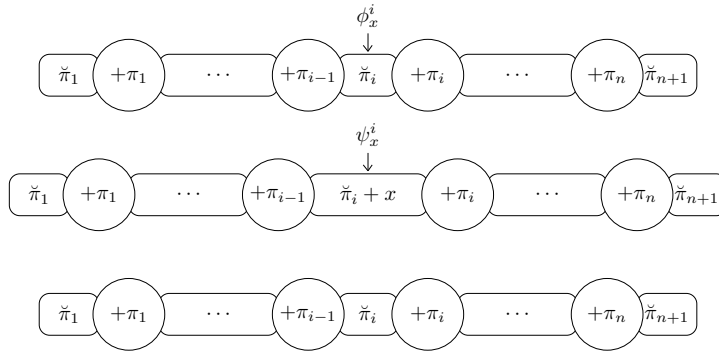 ϕ_x^i
π̆_1 +π_1 ⋯ +π_{i−1} π̆_i +π_i ⋯ +π_n π̆_{n+1}
ψ_x^i
π̆_1 +π_1 ⋯ +π_{i−1} π̆_i + x +π_i ⋯ +π_n π̆_{n+1}
π̆_1 +π_1 ⋯ +π_{i−1} π̆_i +π_i ⋯ +π_n π̆_{n+1}